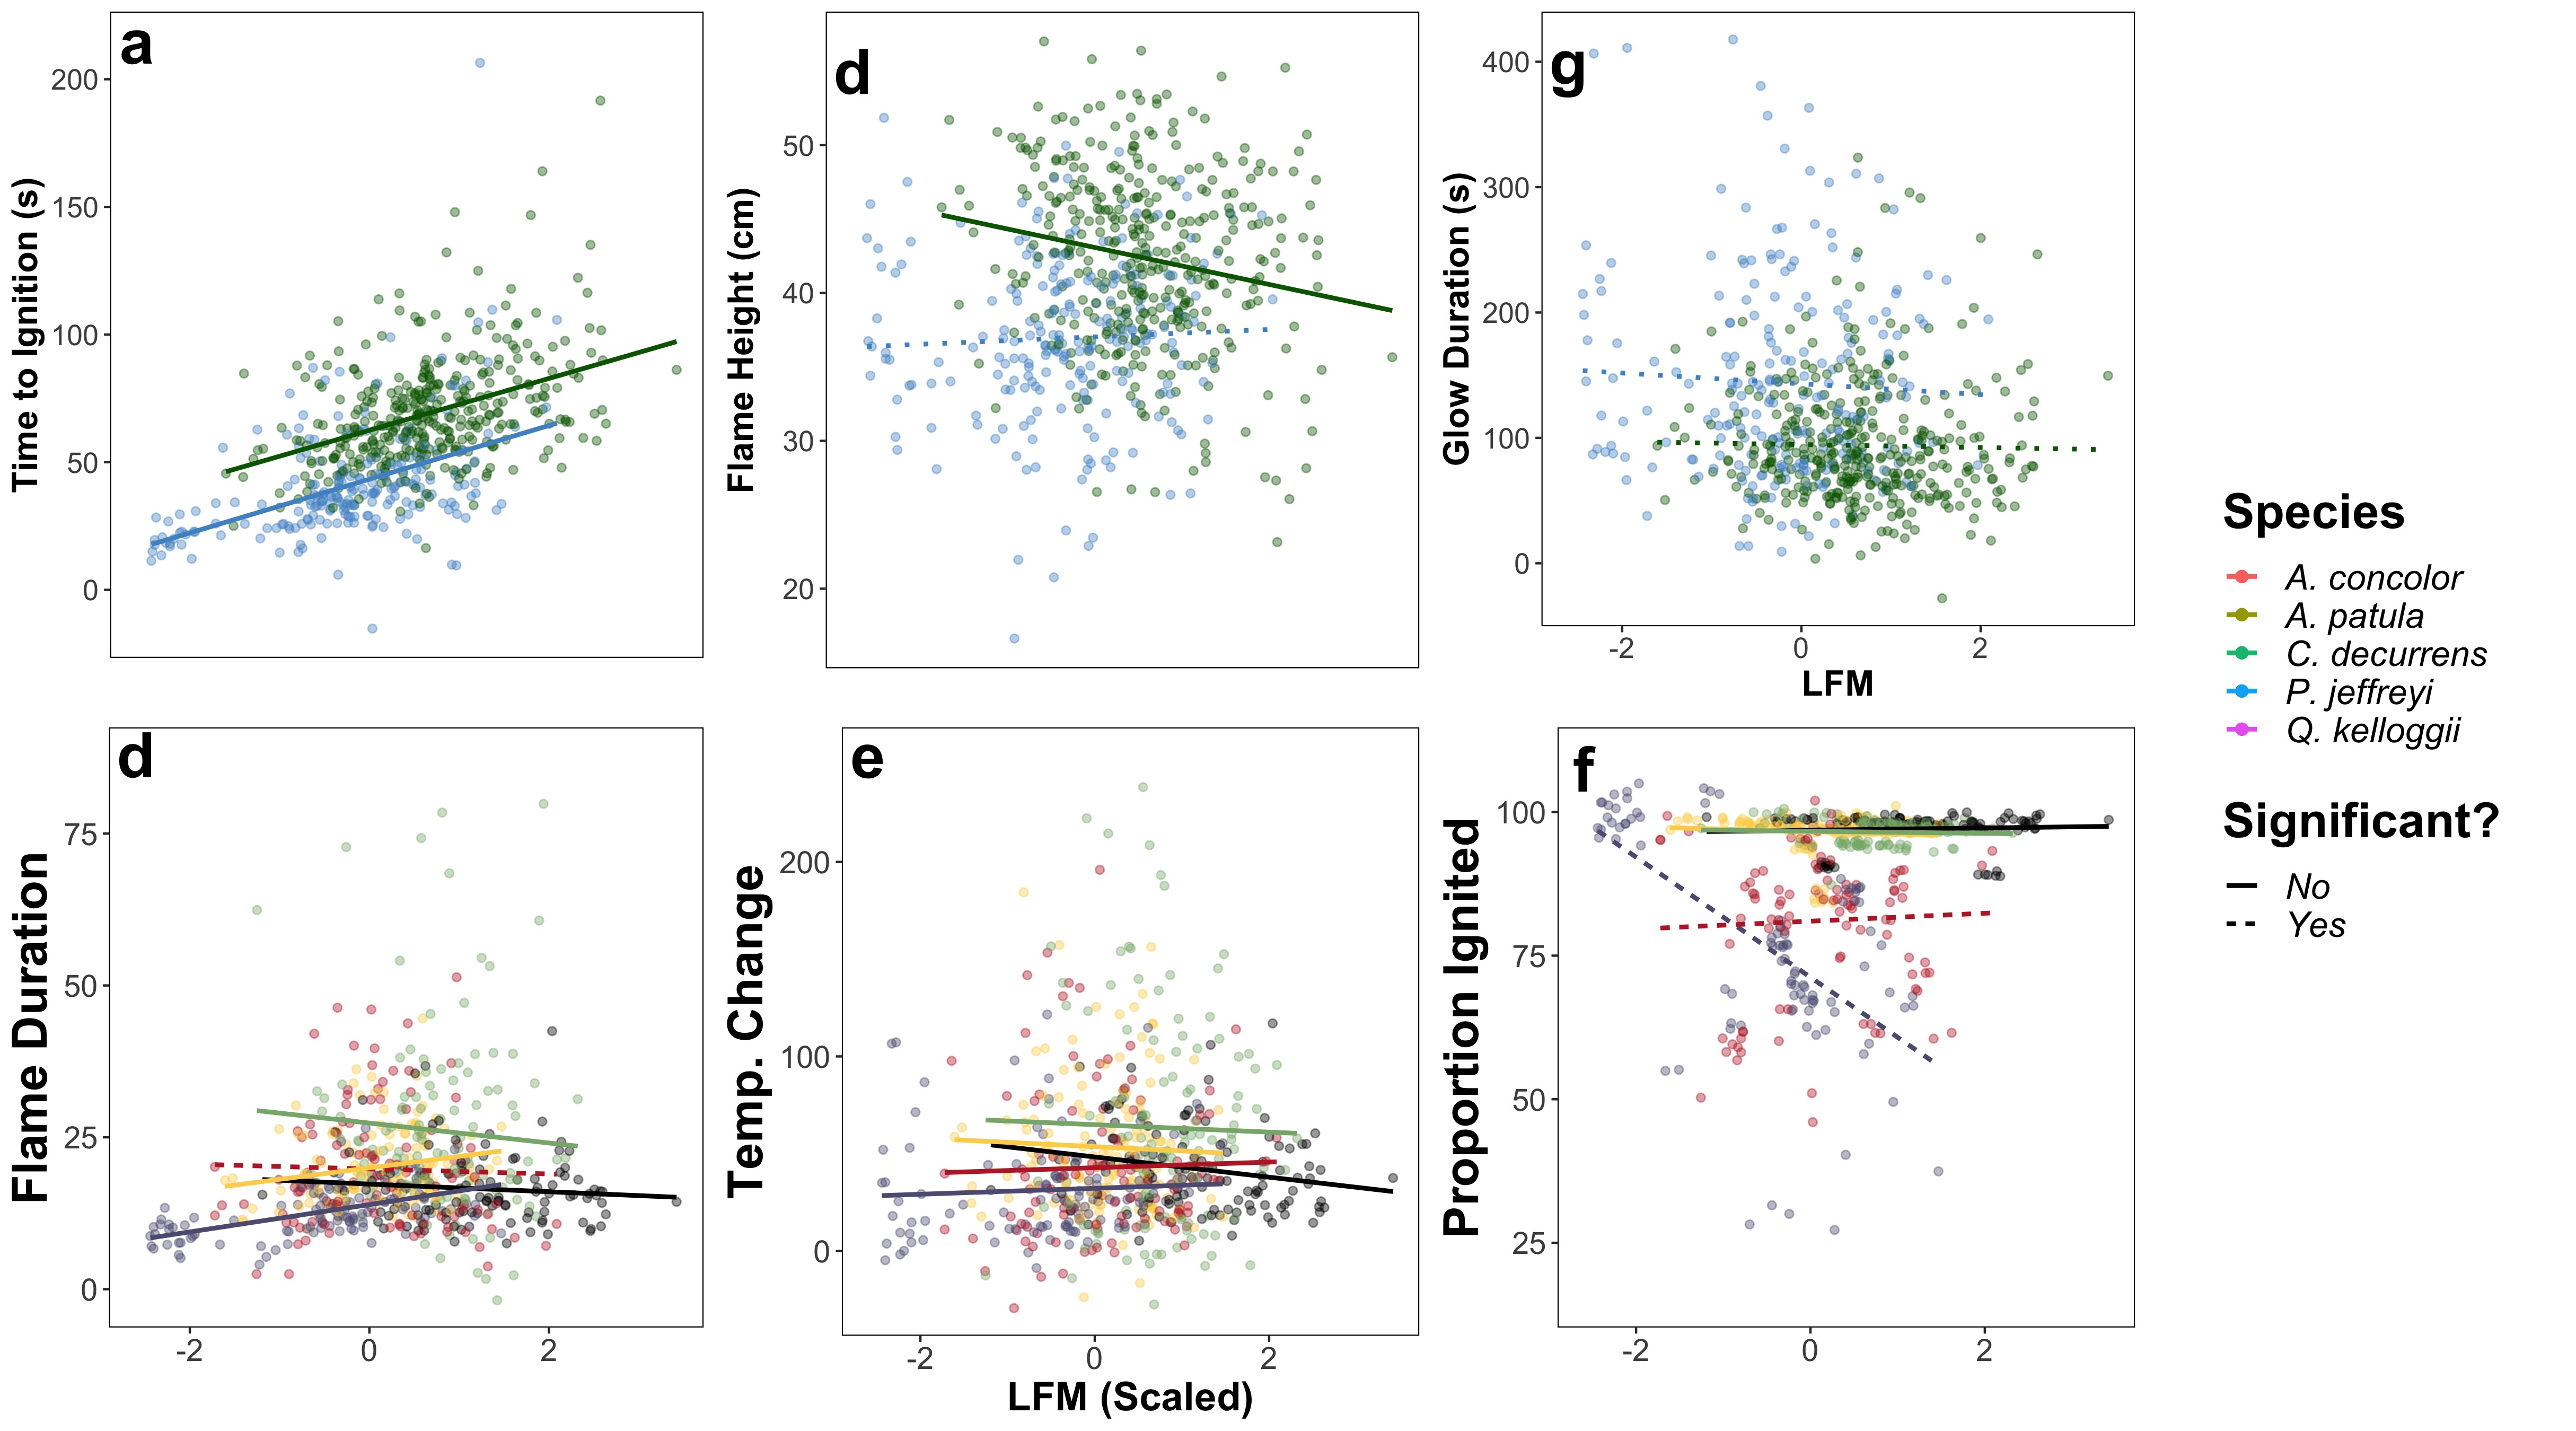 a
Time to Ignition (s)
200
150
100
50
0
d
Flame Height (cm)
50
40
30
20
g
Glow Duration (s)
400
300
200
100
0
-2 0 2
LFM
d
Flame Duration
75
50
25
0
-2 0 2
e
Temp. Change
200
100
0
-2 0 2
LFM (Scaled)
f
Proportion Ignited
100
75
50
25
-2 0 2
Species
A. concolor
A. patula
C. decurrens
P. jeffreyi
Q. kelloggii
Significant?
No
Yes